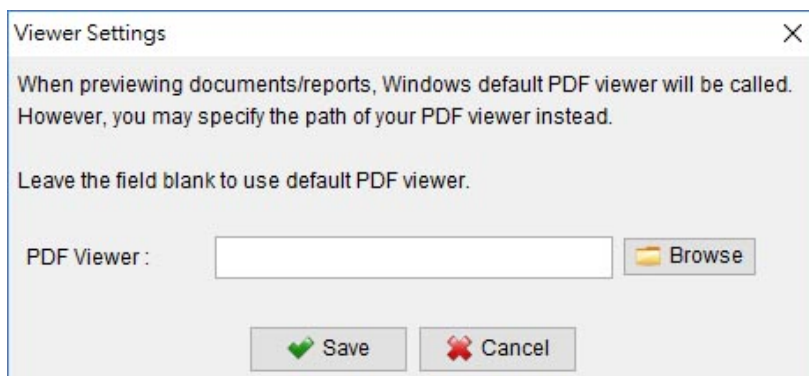 Viewer Settings
When previewing documents/reports, Windows default PDF viewer will be called.
However, you may specify the path of your PDF viewer instead.
Leave the field blank to use default PDF viewer.
PDF Viewer :
Browse
Save
Cancel